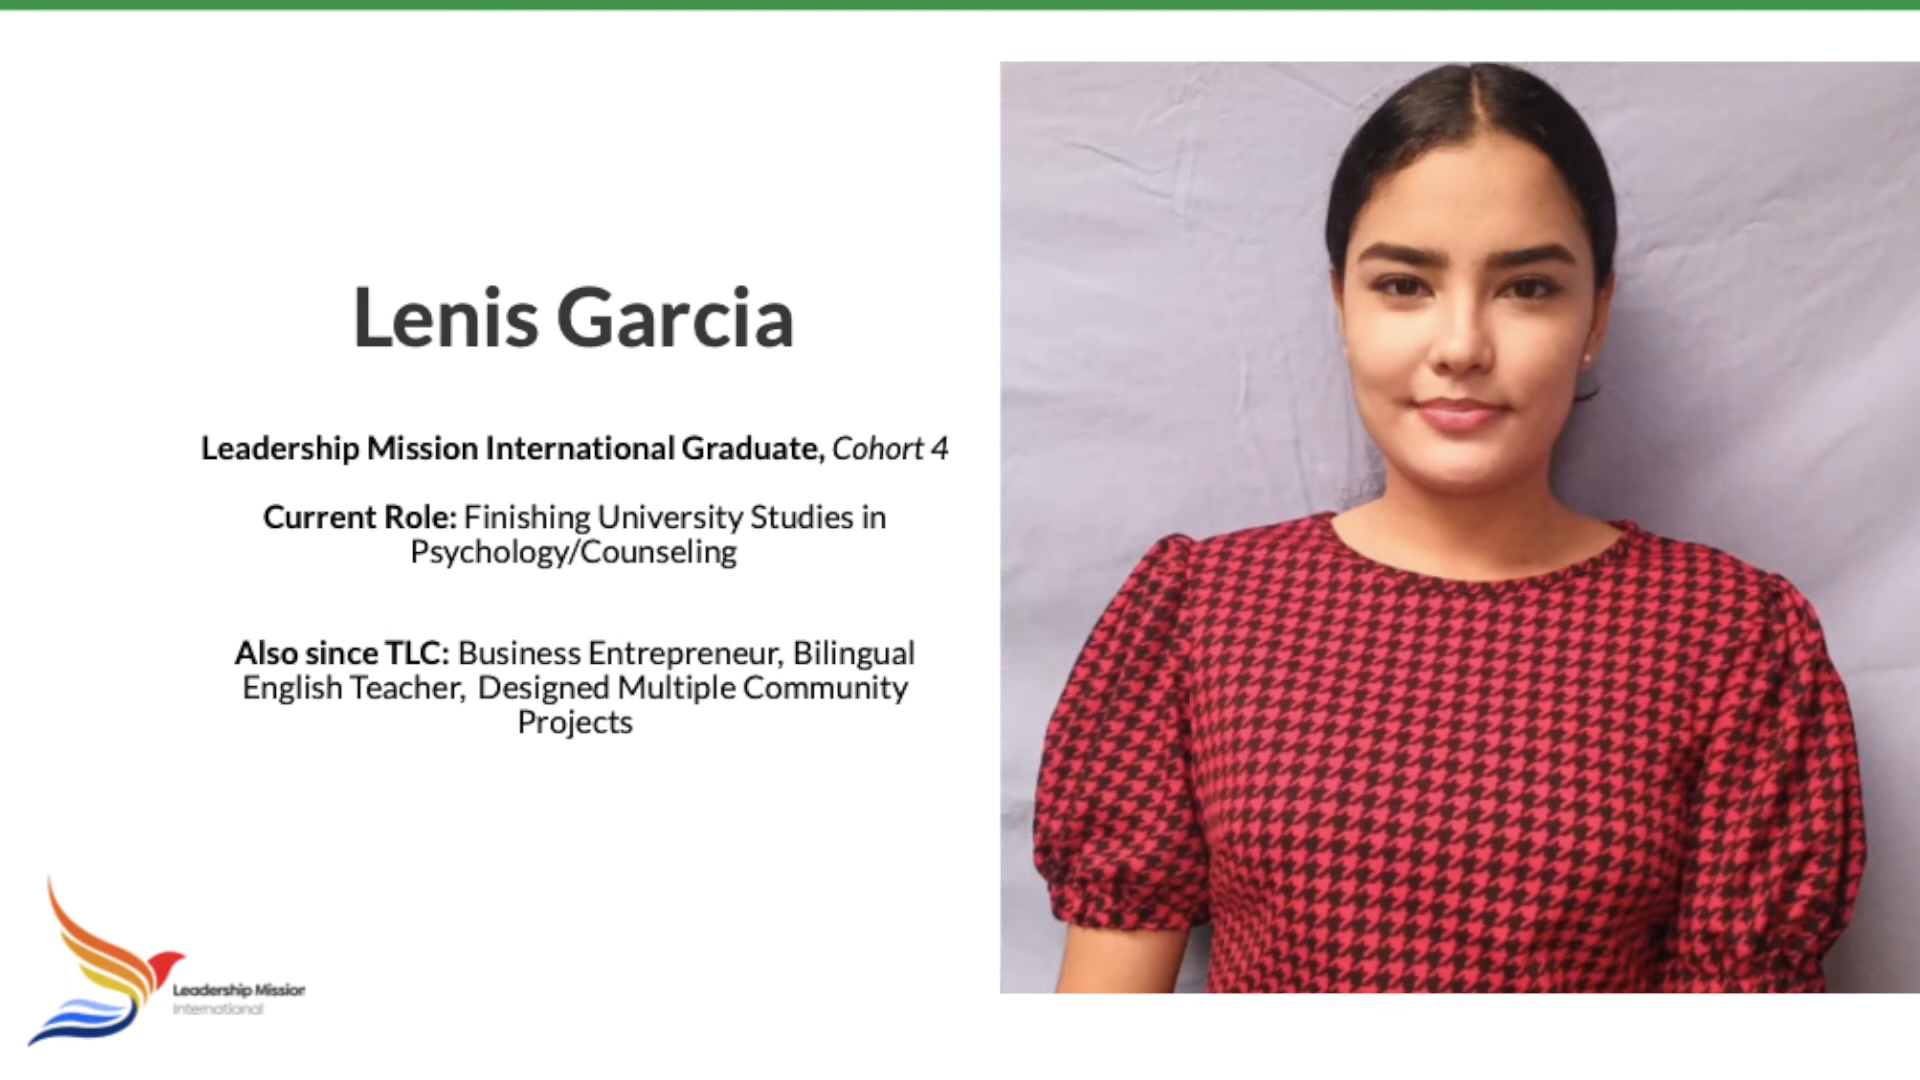 Lenis Garcia
Leadership Mission International Graduate, Cohort 4
Current Role: Finishing University Studies in
Psychology/Counseling
Also since TLC: Business Entrepreneur, Bilingual
English Teacher, Designed Multiple Community
Projects
Leadership Mission
International